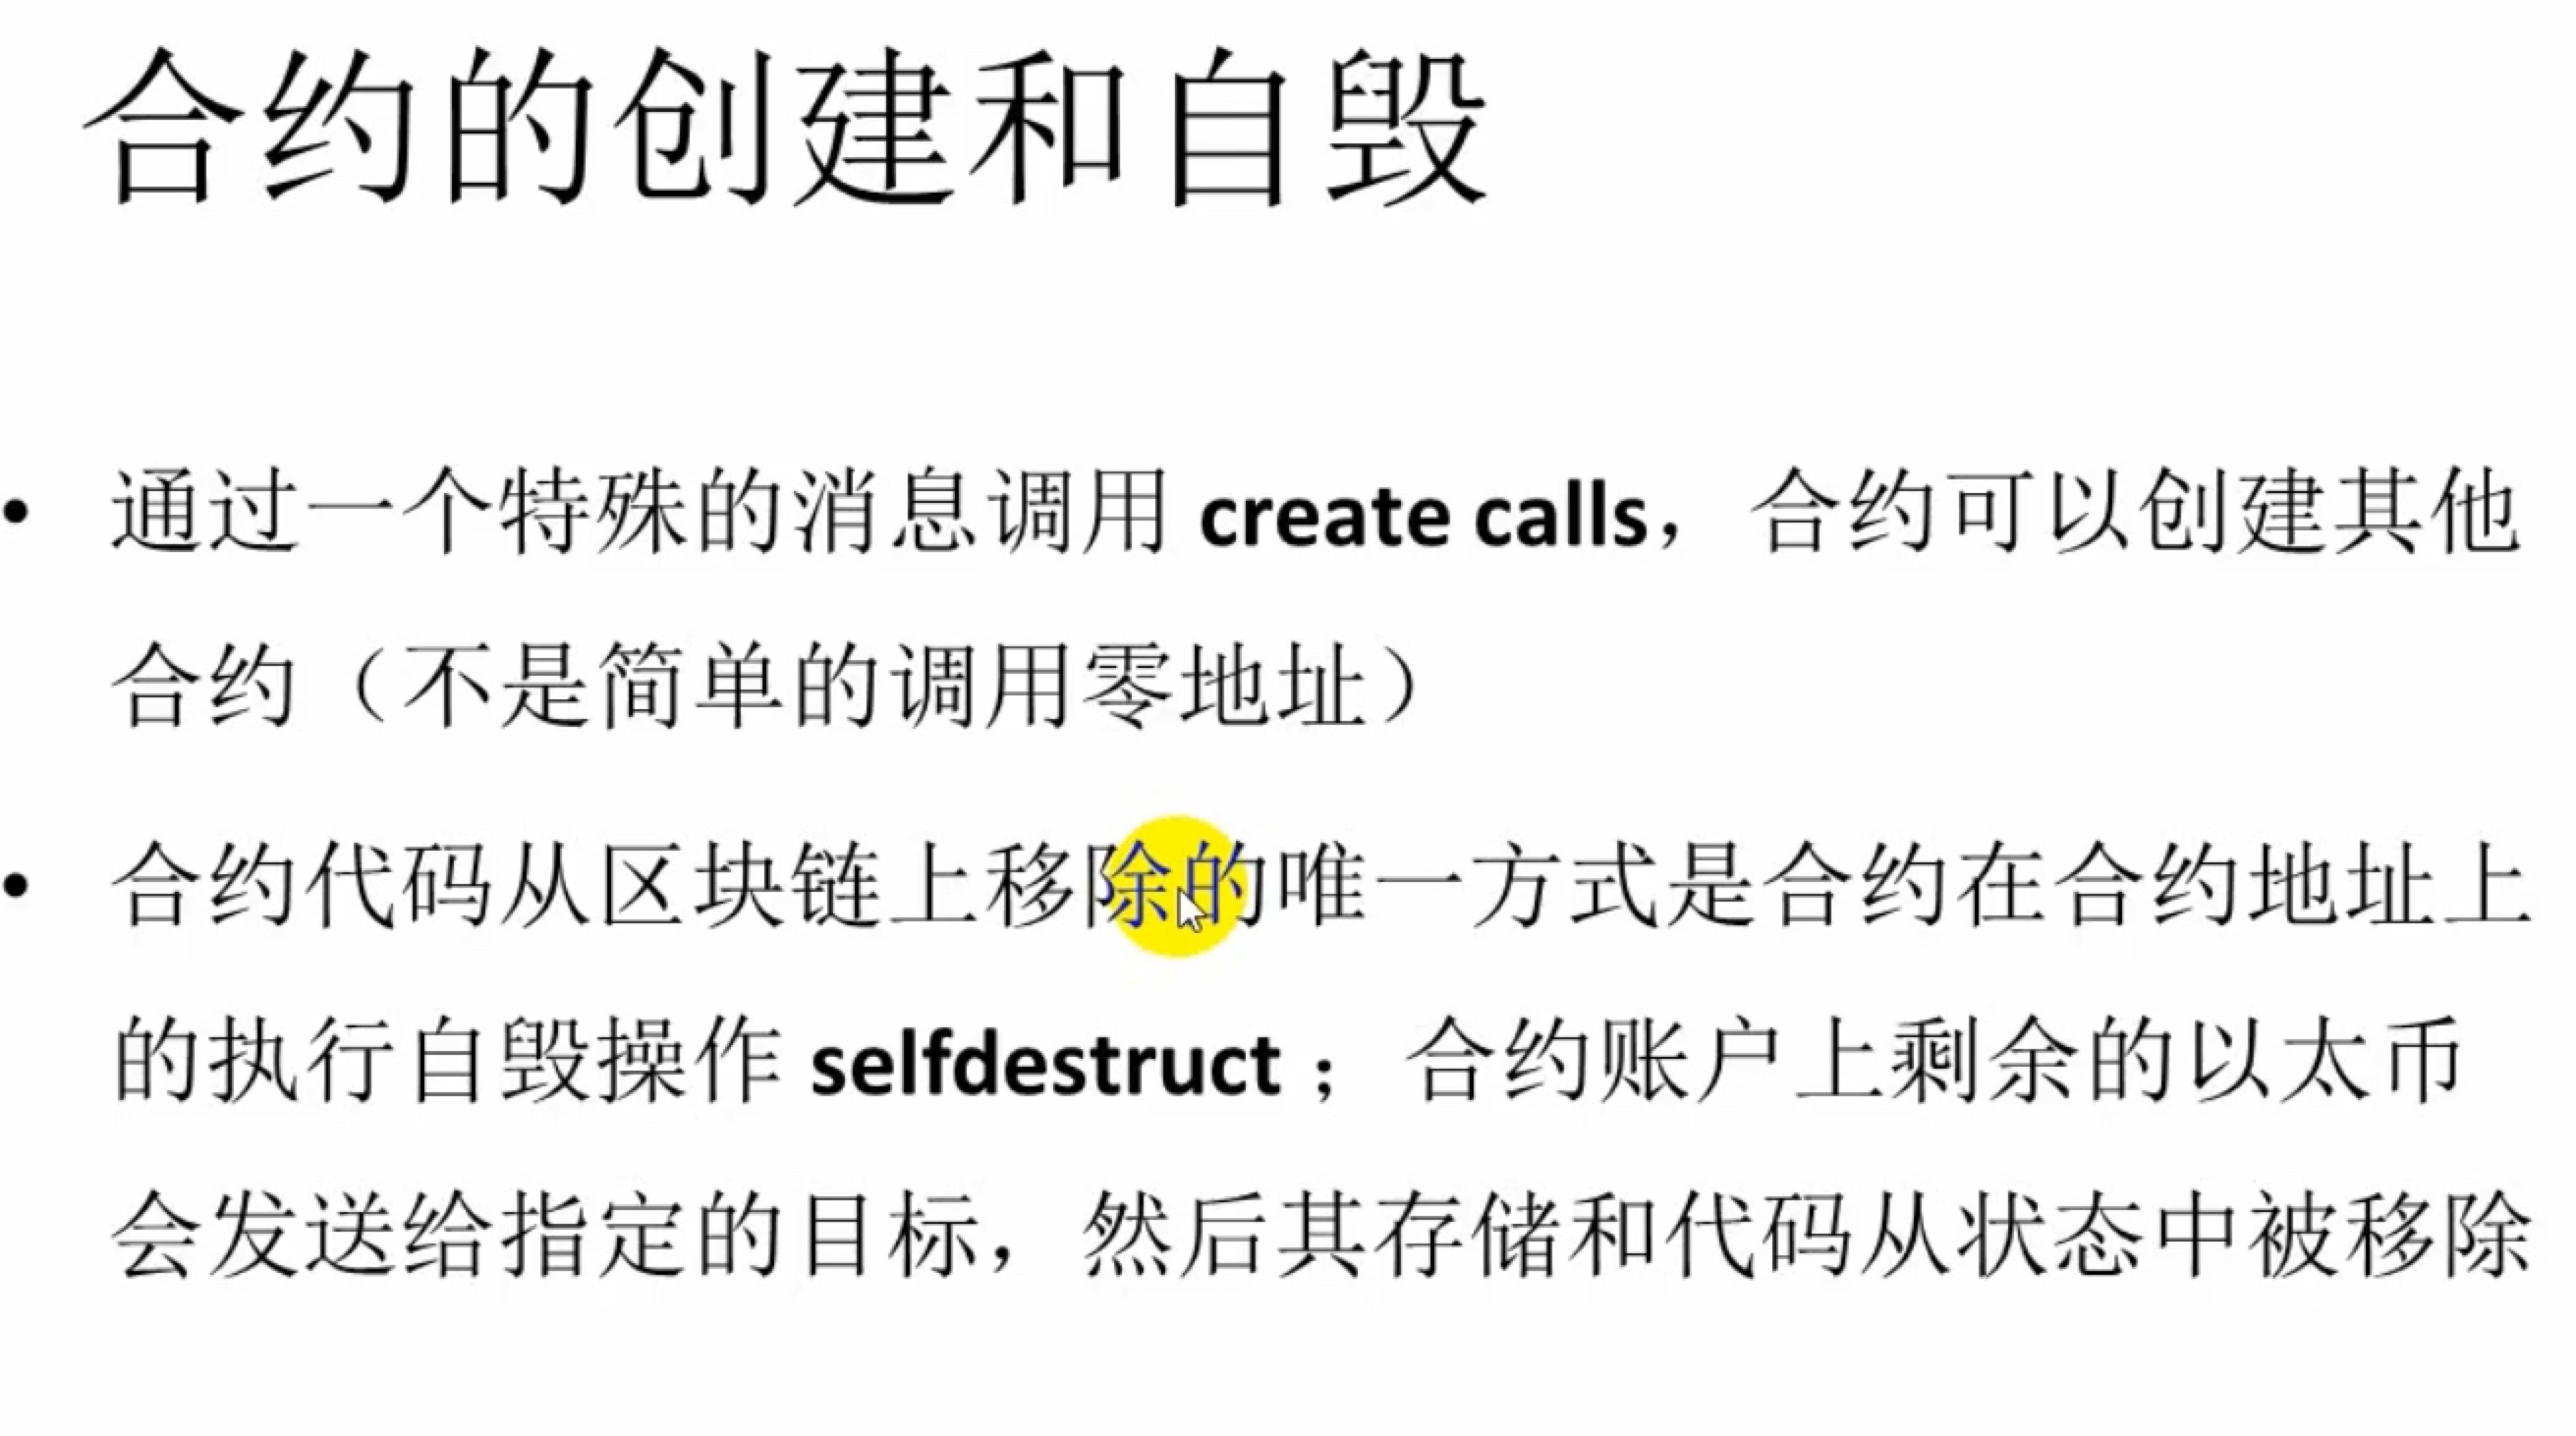 合约的创建和自毁
• 通过一个特殊的消息调用 create calls，合约可以创建其他
合约（不是简单的调用零地址）
• 合约代码从区块链上移除的唯一方式是合约在合约地址上
的执行自毁操作 selfdestruct ；合约账户上剩余的以太币
会发送给指定的目标，然后其存储和代码从状态中被移除